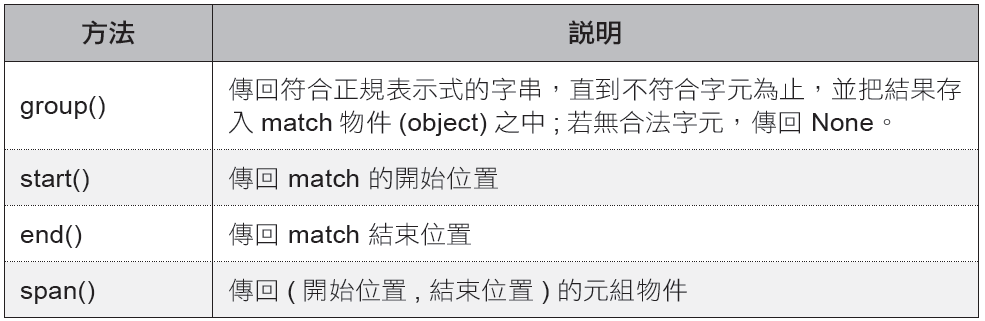 方法 說明
group() 傳回符合正規表示式的字串，直到不符合字元為止，並把結果存
入 match 物件 (object) 之中 ; 若無合法字元，傳回 None。
start() 傳回 match 的開始位置
end() 傳回 match 結束位置
span() 傳回 ( 開始位置 , 結束位置 ) 的元組物件